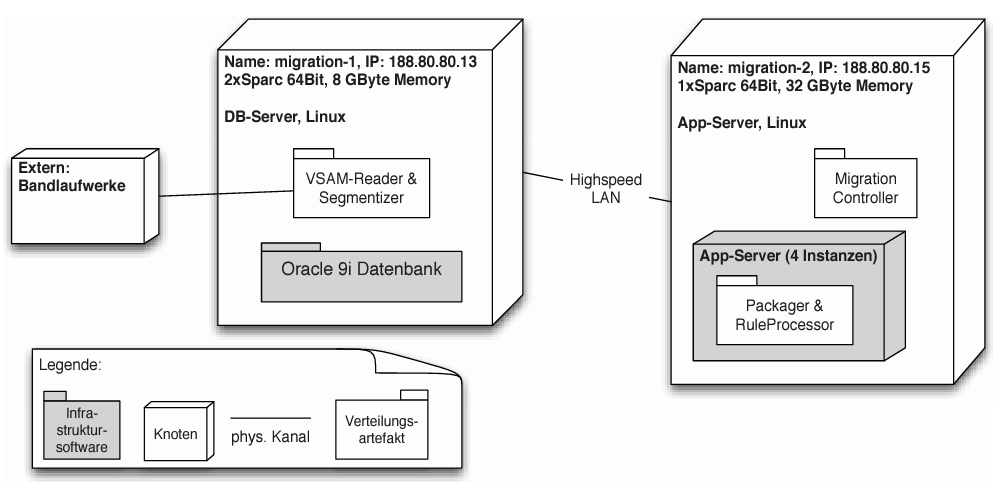 Name: migration-1, IP: 188.80.80.13
2xSparc 64Bit, 8 GByte Memory
DB-Server, Linux
Extern:
Bandlaufwerke
VSAM-Reader &
Segmentizer
Oracle 9i Datenbank
Highspeed
LAN
Name: migration-2, IP: 188.80.80.15
1xSparc 64Bit, 32 GByte Memory
App-Server, Linux
Migration
Controller
App-Server (4 Instanzen)
Packager &
RuleProcessor
Legende:
Infra-
struktur-
software
Knoten
phys. Kanal
Verteilungs-
artefakt